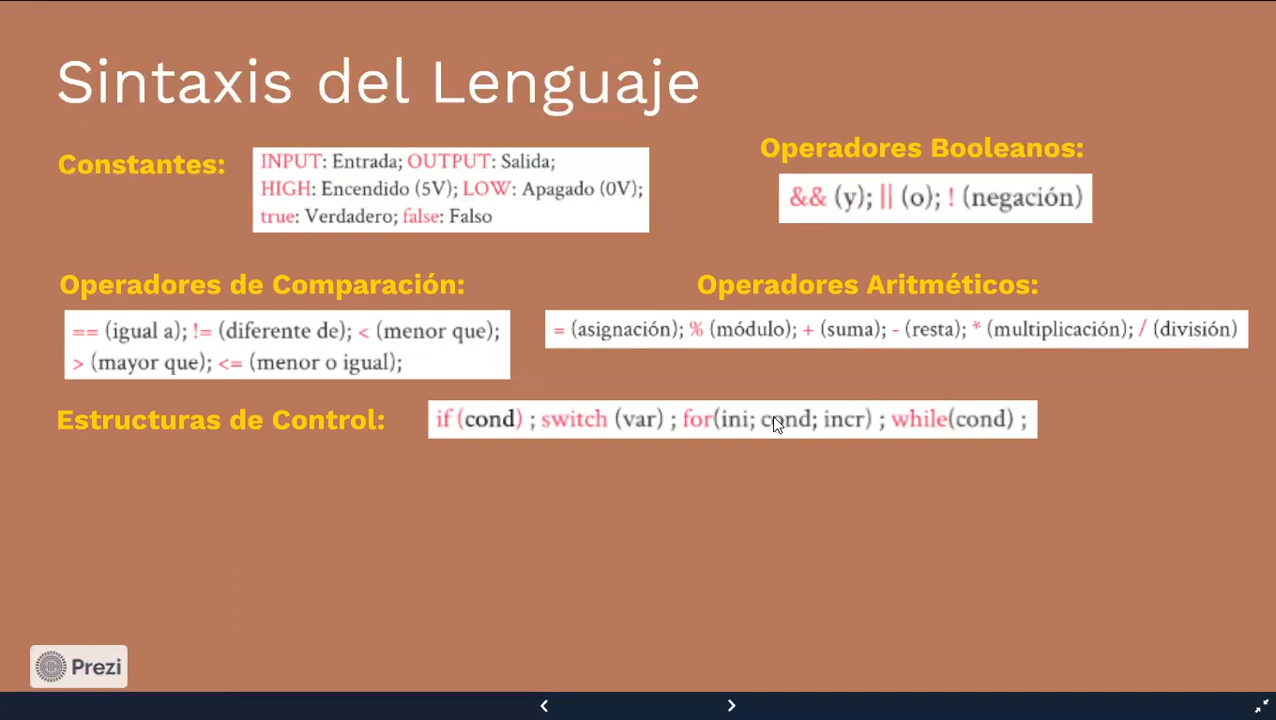 Sintaxis del Lenguaje
Constantes:
INPUT: Entrada; OUTPUT: Salida;
HIGH: Encendido (5V); LOW: Apagado (0V);
true: Verdadero; false: Falso
Operadores Booleanos:
&& (y); || (o); ! (negación)
Operadores de Comparación:
== (igual a); != (diferente de); < (menor que);
> (mayor que); <= (menor o igual);
Operadores Aritméticos:
= (asignación); % (módulo); + (suma); - (resta); * (multiplicación); / (división)
Estructuras de Control:
if (cond) ; switch (var) ; for(ini; cond; incr) ; while(cond) ;
Prezi